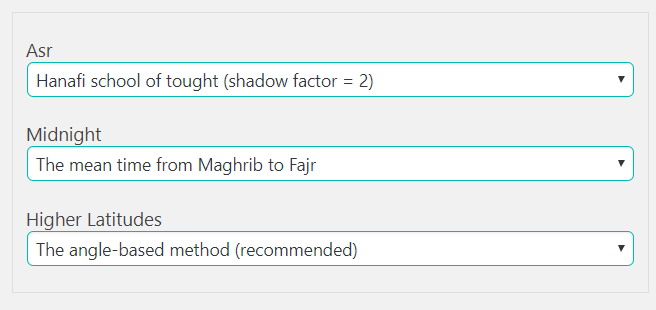 Asr
Hanafi school of tought (shadow factor = 2)
Midnight
The mean time from Maghrib to Fajr
Higher Latitudes
The angle-based method (recommended)